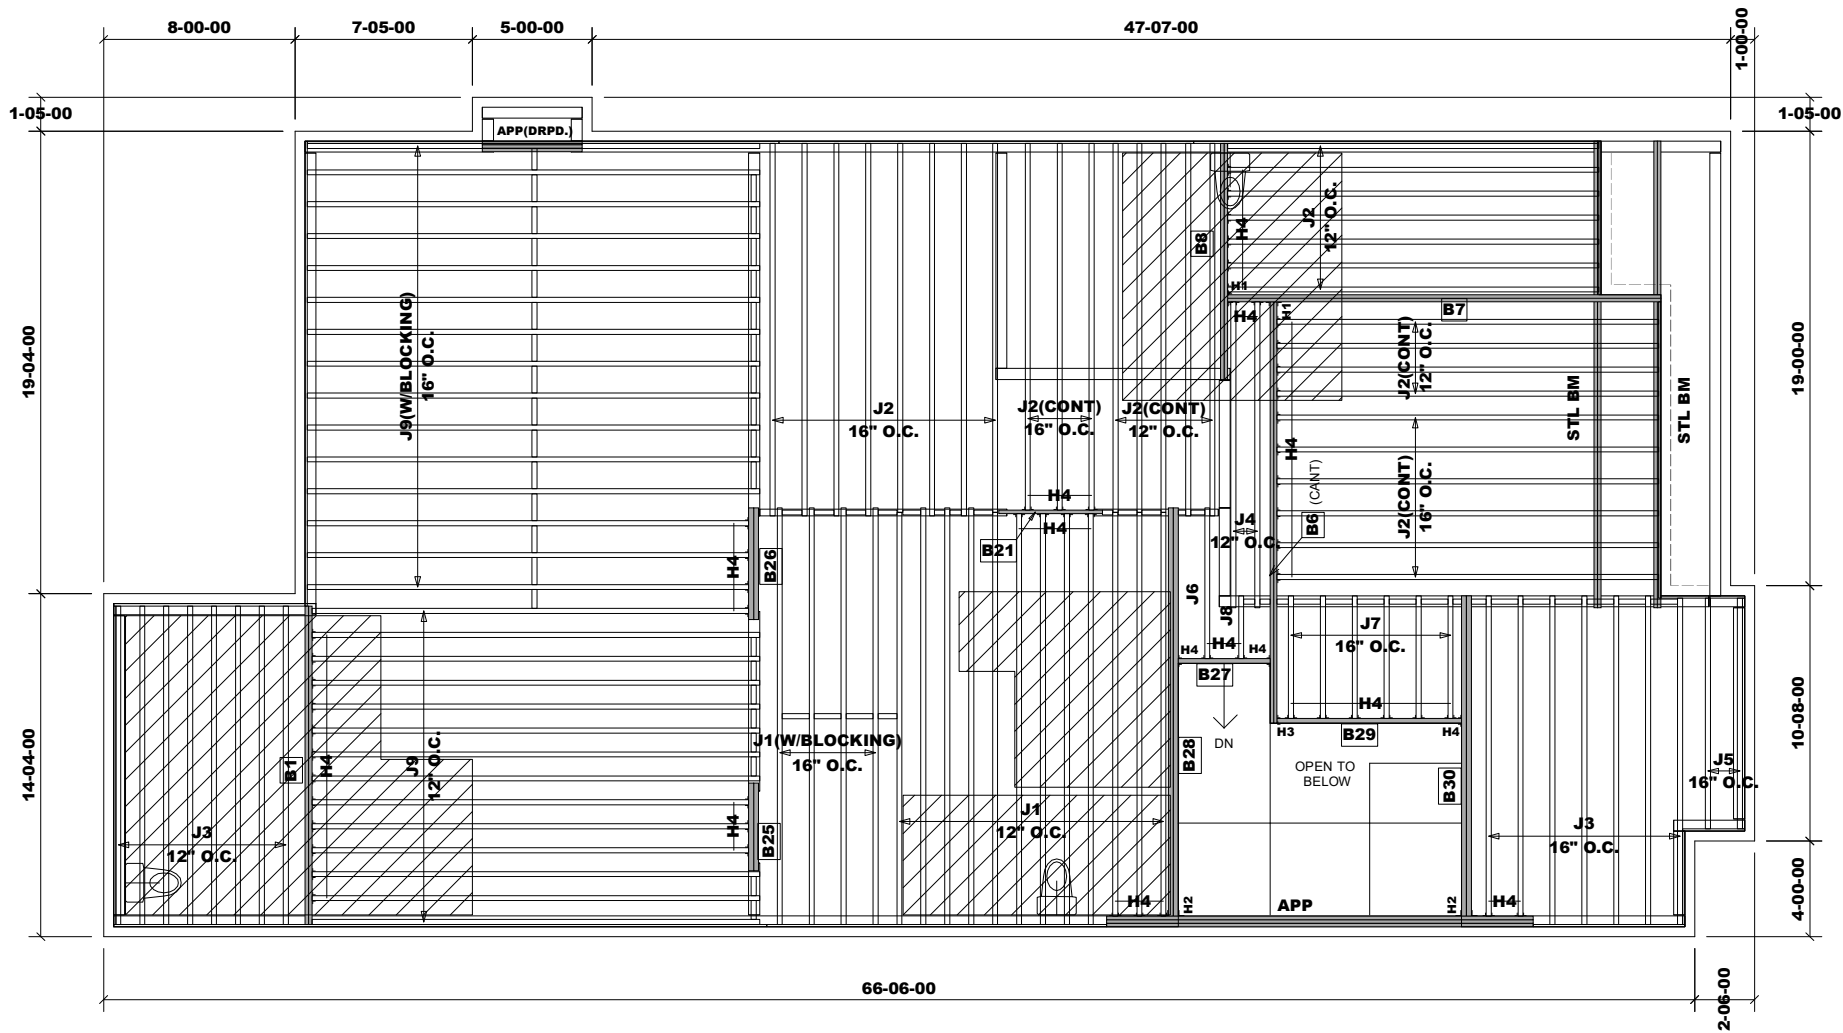 8-00-00
7-05-00
5-00-00
47-07-00
1-00-00
1-05-00
1-05-00
APP(DRPD.)
19-04-00
19-00-00
J9(W/BLOCKING)
16" O.C.
B8
H4
J2
12" O.C.
H1
H4
H1
B7
J2(CONT)
12" O.C.
J2
16" O.C.
J2(CONT)
16" O.C.
J2(CONT)
12" O.C.
STL BM
STL BM
H4
J2(CONT)
16" O.C.
B6
(CANT)
H4
H4
B21
J4
12" O.C.
H4
B26
J6
J8
J7
16" O.C.
H4
H4
H4
B27
H4
DN
H3
B29
H4
14-04-00
10-08-00
B1
H4
J9
12" O.C.
J1(W/BLOCKING)
16" O.C.
B28
OPEN TO
BELOW
B30
J5
16" O.C.
J3
12" O.C.
H4
B25
J1
12" O.C.
J3
16" O.C.
H4
H2
APP
H2
H4
4-00-00
66-06-00
2-06-00